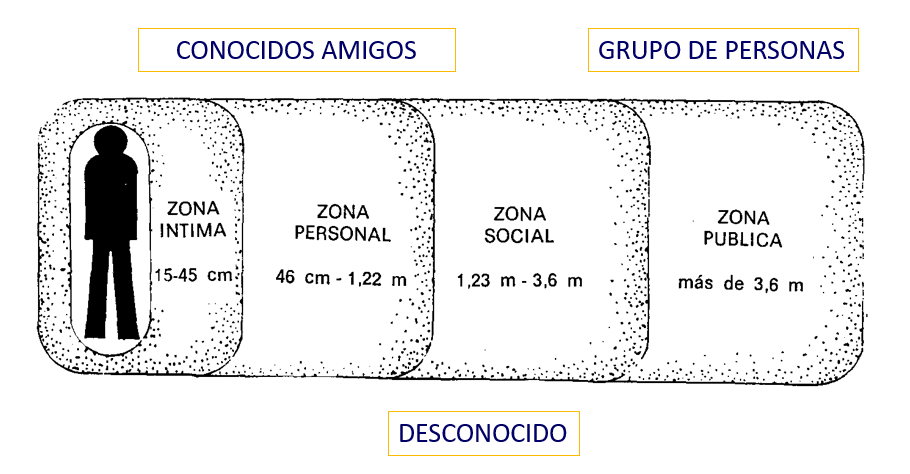 CONOCIDOS AMIGOS
GRUPO DE PERSONAS
ZONA
INTIMA
15-45 cm
ZONA
PERSONAL
46 cm - 1,22 m
ZONA
SOCIAL
1,23 m - 3,6 m
ZONA
PUBLICA
más de 3,6 m
DESCONOCIDO